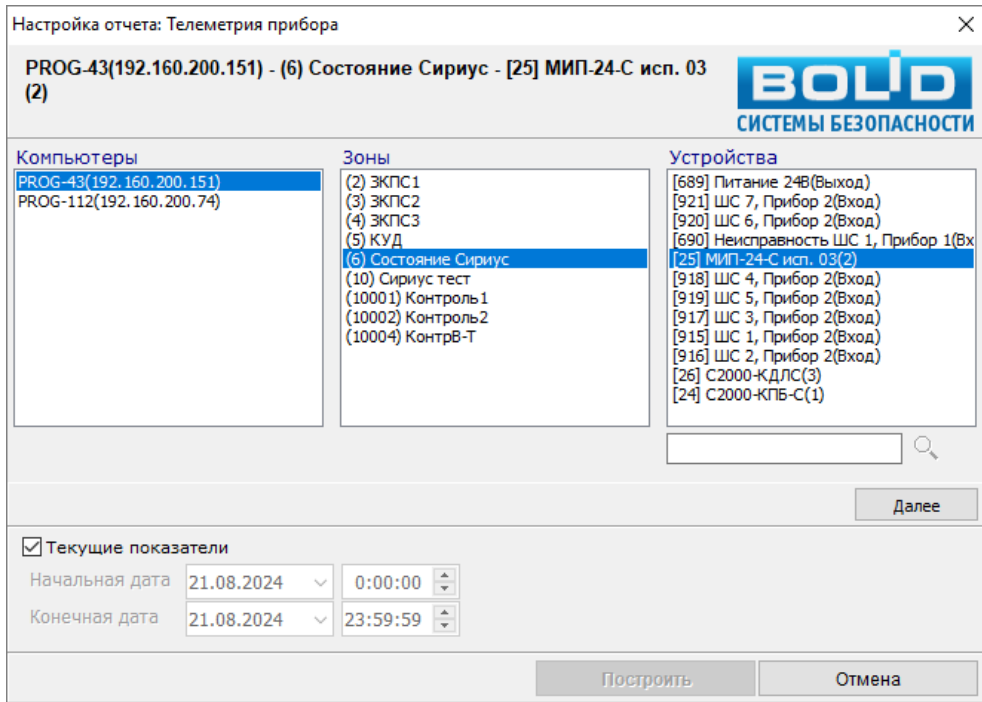 Настройка отчета: Телеметрия прибора
PROG-43(192.160.200.151) - (6) Состояние Сириус - [25] МИП-24-С исп. 03
(2)
BOLID
СИСТЕМЫ БЕЗОПАСНОСТИ
Компьютеры
PROG-43(192.160.200.151)
PROG-112(192.160.200.74)
Зоны
(2) ЗКПС1
(3) ЗКПС2
(4) ЗКПС3
(5) КУД
(6) Состояние Сириус
(10) Сириус тест
(10001) Контроль1
(10002) Контроль2
(10004) КонтрВ-Т
Устройства
[689] Питание 24В(Выход)
[921] ШС 7, Прибор 2(Вход)
[920] ШС 6, Прибор 2(Вход)
[690] Неисправность ШС 1, Прибор 1(Вх
[25] МИП-24-С исп. 03(2)
[918] ШС 4, Прибор 2(Вход)
[919] ШС 5, Прибор 2(Вход)
[917] ШС 3, Прибор 2(Вход)
[915] ШС 1, Прибор 2(Вход)
[916] ШС 2, Прибор 2(Вход)
[26] С2000-КДЛС(3)
[24] С2000-КПБ-С(1)
Далее
Текущие показатели
Начальная дата 21.08.2024 0:00:00
Конечная дата 21.08.2024 23:59:59
Построить Отмена